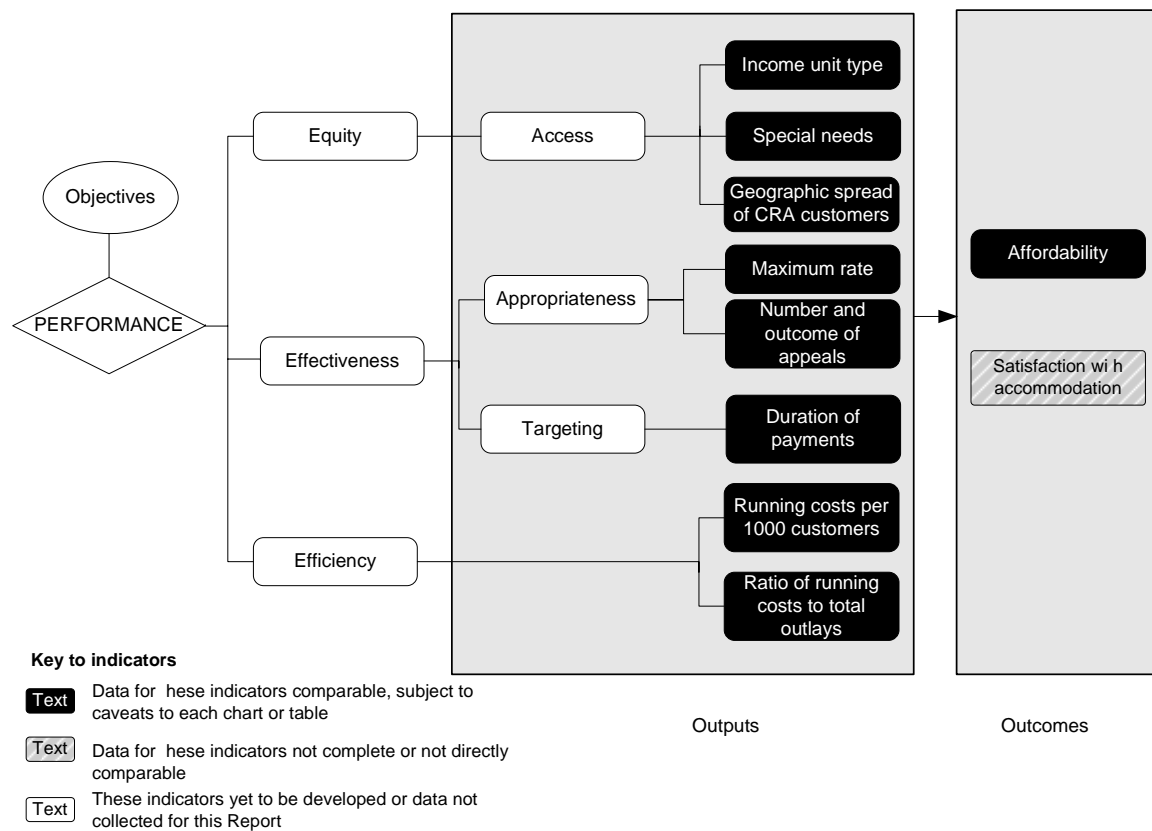 Income unit type
Equity
Access
Special needs
Objectives
Geographic spread
of CRA customers
Affordability
Maximum rate
Appropriateness
PERFORMANCE
Number and
outcome of
appeals
Effectiveness
Satisfaction wi h
accommodation
Targeting
Duration of
payments
Running costs per
1000 customers
Efficiency
Ratio of running
costs to total
outlays
Key to indicators
Text
Data for hese indicators comparable, subject to
caveats to each chart or table
Outputs
Outcomes
Text
Data for hese indicators not complete or not directly
comparable
Text
These indicators yet to be developed or data not
collected for this Report